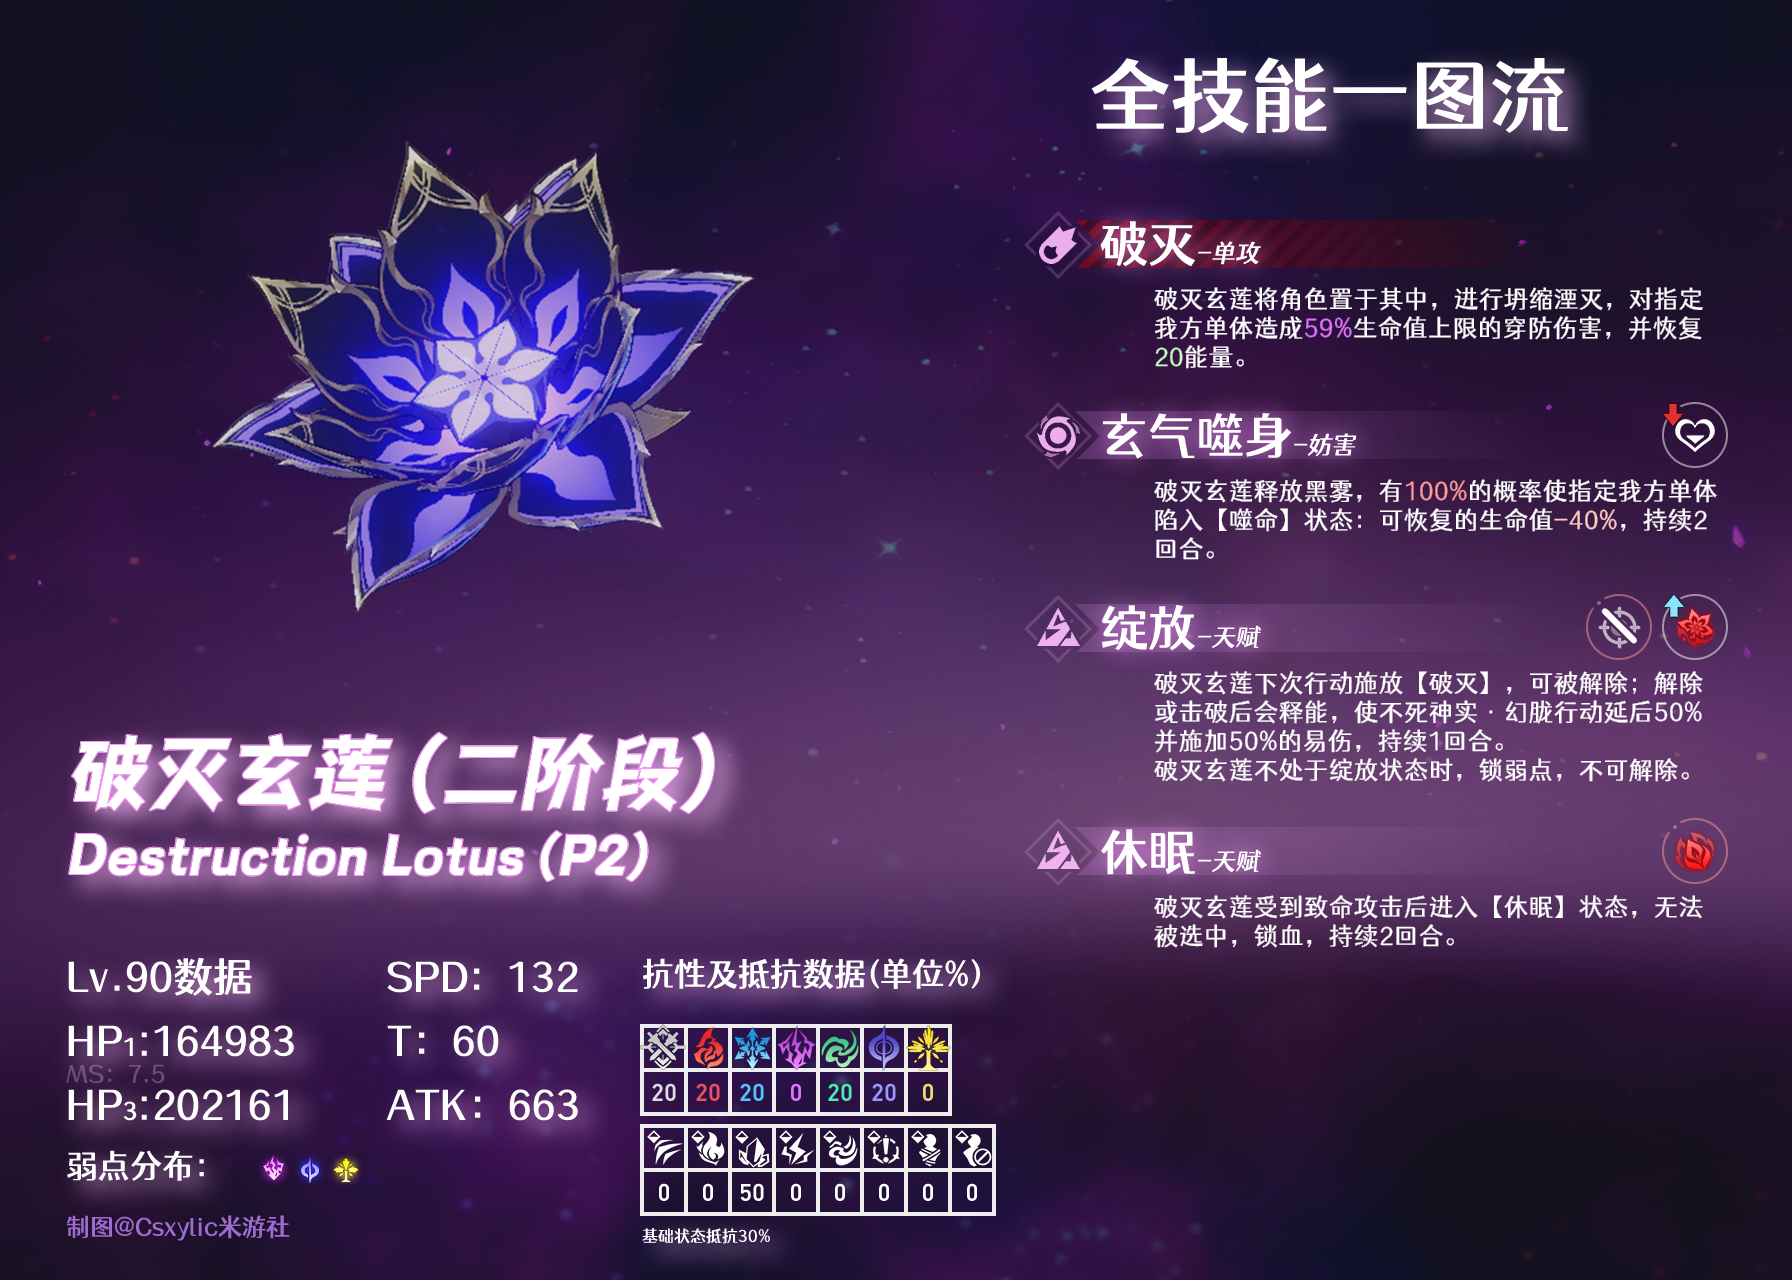 全技能一图流
破灭-单攻
破灭玄莲将角色置于其中，进行坍缩湮灭，对指定
我方单体造成59%生命值上限的穿防伤害，并恢复
20能量。
玄气噬身-妨害
破灭玄莲释放黑雾，有100%的概率使指定我方单体
陷入【噬命】状态：可恢复的生命值-40%，持续2
回合。
绽放-天赋
破灭玄莲下次行动施放【破灭】，可被解除；解除
或击破后会释能，使不死神实·幻胧行动延后50%
并施加50%的易伤，持续1回合。
破灭玄莲不处于绽放状态时，锁弱点，不可解除。
休眠-天赋
破灭玄莲受到致命攻击后进入【休眠】状态，无法
被选中，锁血，持续2回合。
破灭玄莲（二阶段）
Destruction Lotus (P2)
Lv.90数据
SPD：132
HP1:164983
T：60
MS：7.5
HP3:202161
ATK：663
弱点分布：
制图@Csxylic米游社
抗性及抵抗数据(单位%)
20 20 20 0 20 20 0
0 0 50 0 0 0 0 0
基础状态抵抗30%